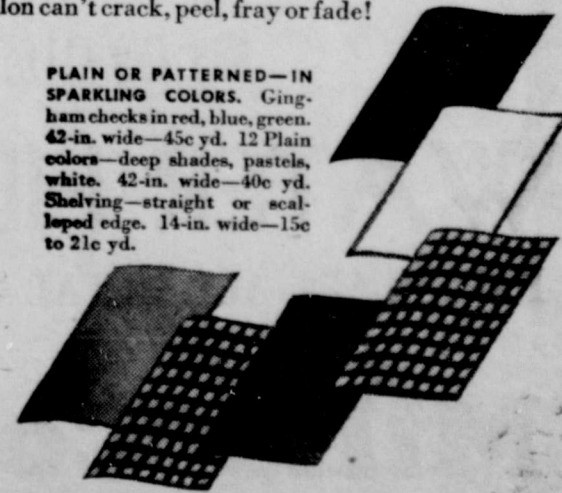 lon can't crack, peel, fray or fade!
PLAIN OR PATTERNED—IN
SPARKLING COLORS. Ging-
ham checks in red, blue, green.
42-in. wide—45c yd. 12 Plain
colors—deep shades, pastels,
white. 42-in. wide—40c yd.
Shelving—straight or scal-
loped edge. 14-in. wide—15c
to 21c yd.